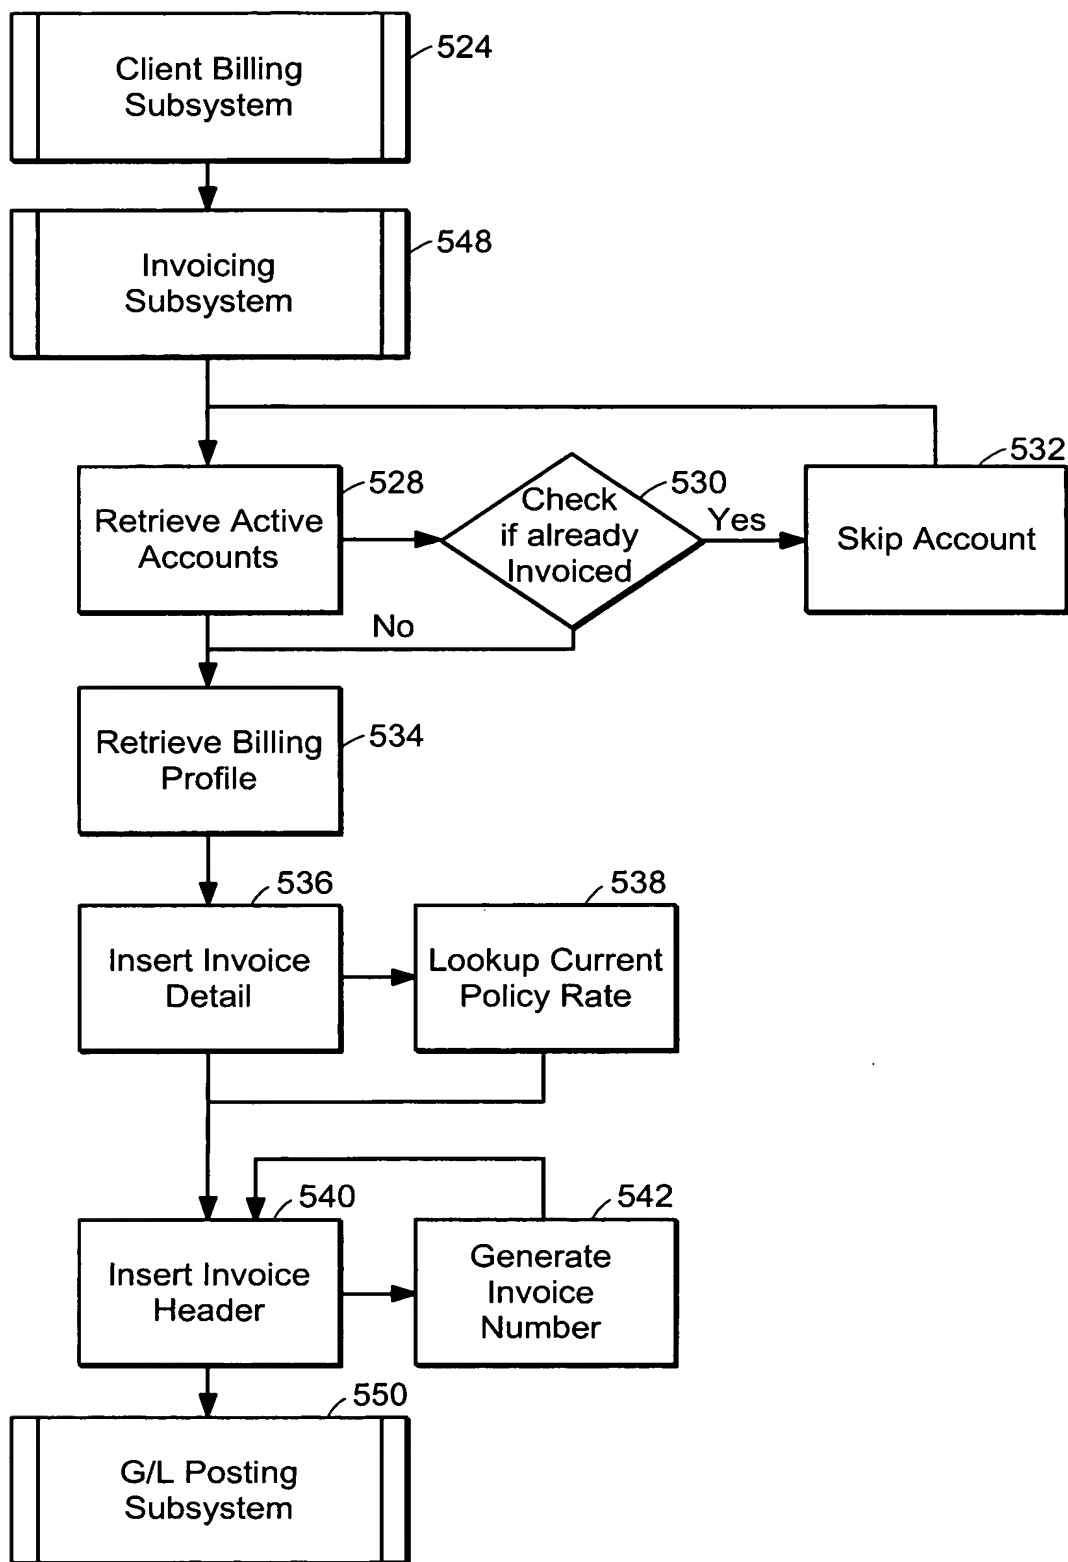 Client Billing
Subsystem
524
Invoicing
Subsystem
548
Retrieve Active
Accounts
528
Check
if already
Invoiced
530
Yes
Skip Account
532
No
Retrieve Billing
Profile
534
Insert Invoice
Detail
536
Lookup Current
Policy Rate
538
Insert Invoice
Header
540
Generate
Invoice
Number
542
G/L Posting
Subsystem
550